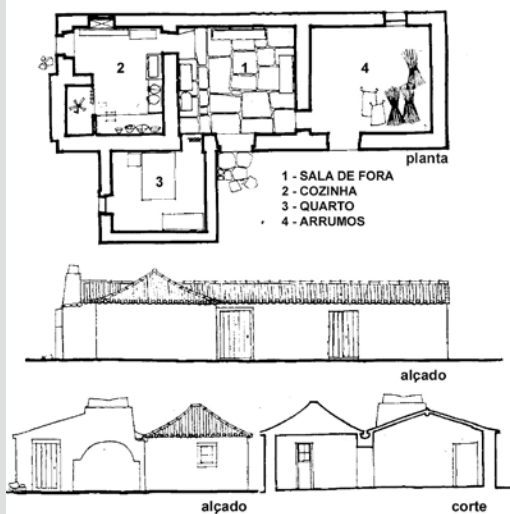 2
1
4
3
planta
1 - SALA DE FORA
2 - COZINHA
3 - QUARTO
4 - ARRUMOS
alçado
alçado
corte